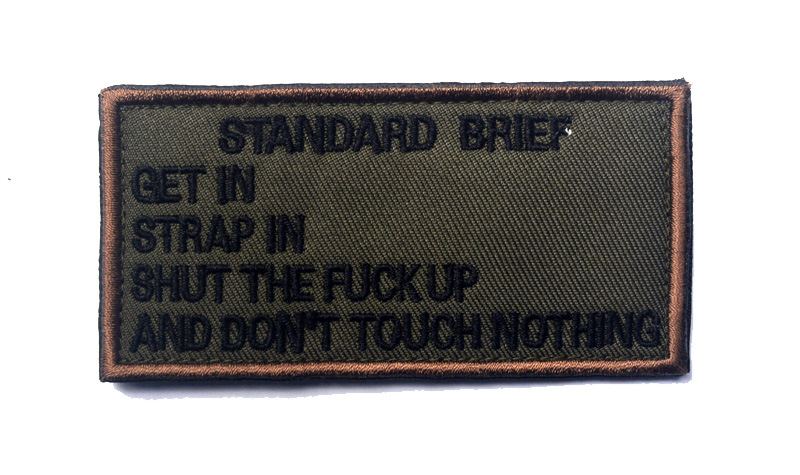 STANDARD BRIEF
GET IN
STRAP IN
SHUT THE FUCK UP
AND DON'T TOUCH NOTHING